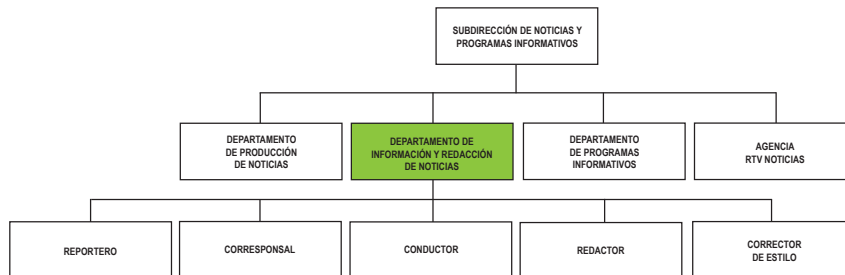 SUBDIRECCIÓN DE NOTICIAS Y
PROGRAMAS INFORMATIVOS
DEPARTAMENTO
DE PRODUCCIÓN
DE NOTICIAS
DEPARTAMENTO DE
INFORMACIÓN Y REDACCIÓN
DE NOTICIAS
DEPARTAMENTO
DE PROGRAMAS
INFORMATIVOS
AGENCIA
RTV NOTICIAS
REPORTERO
CORRESPONSAL
CONDUCTOR
REDACTOR
CORRECTOR
DE ESTILO